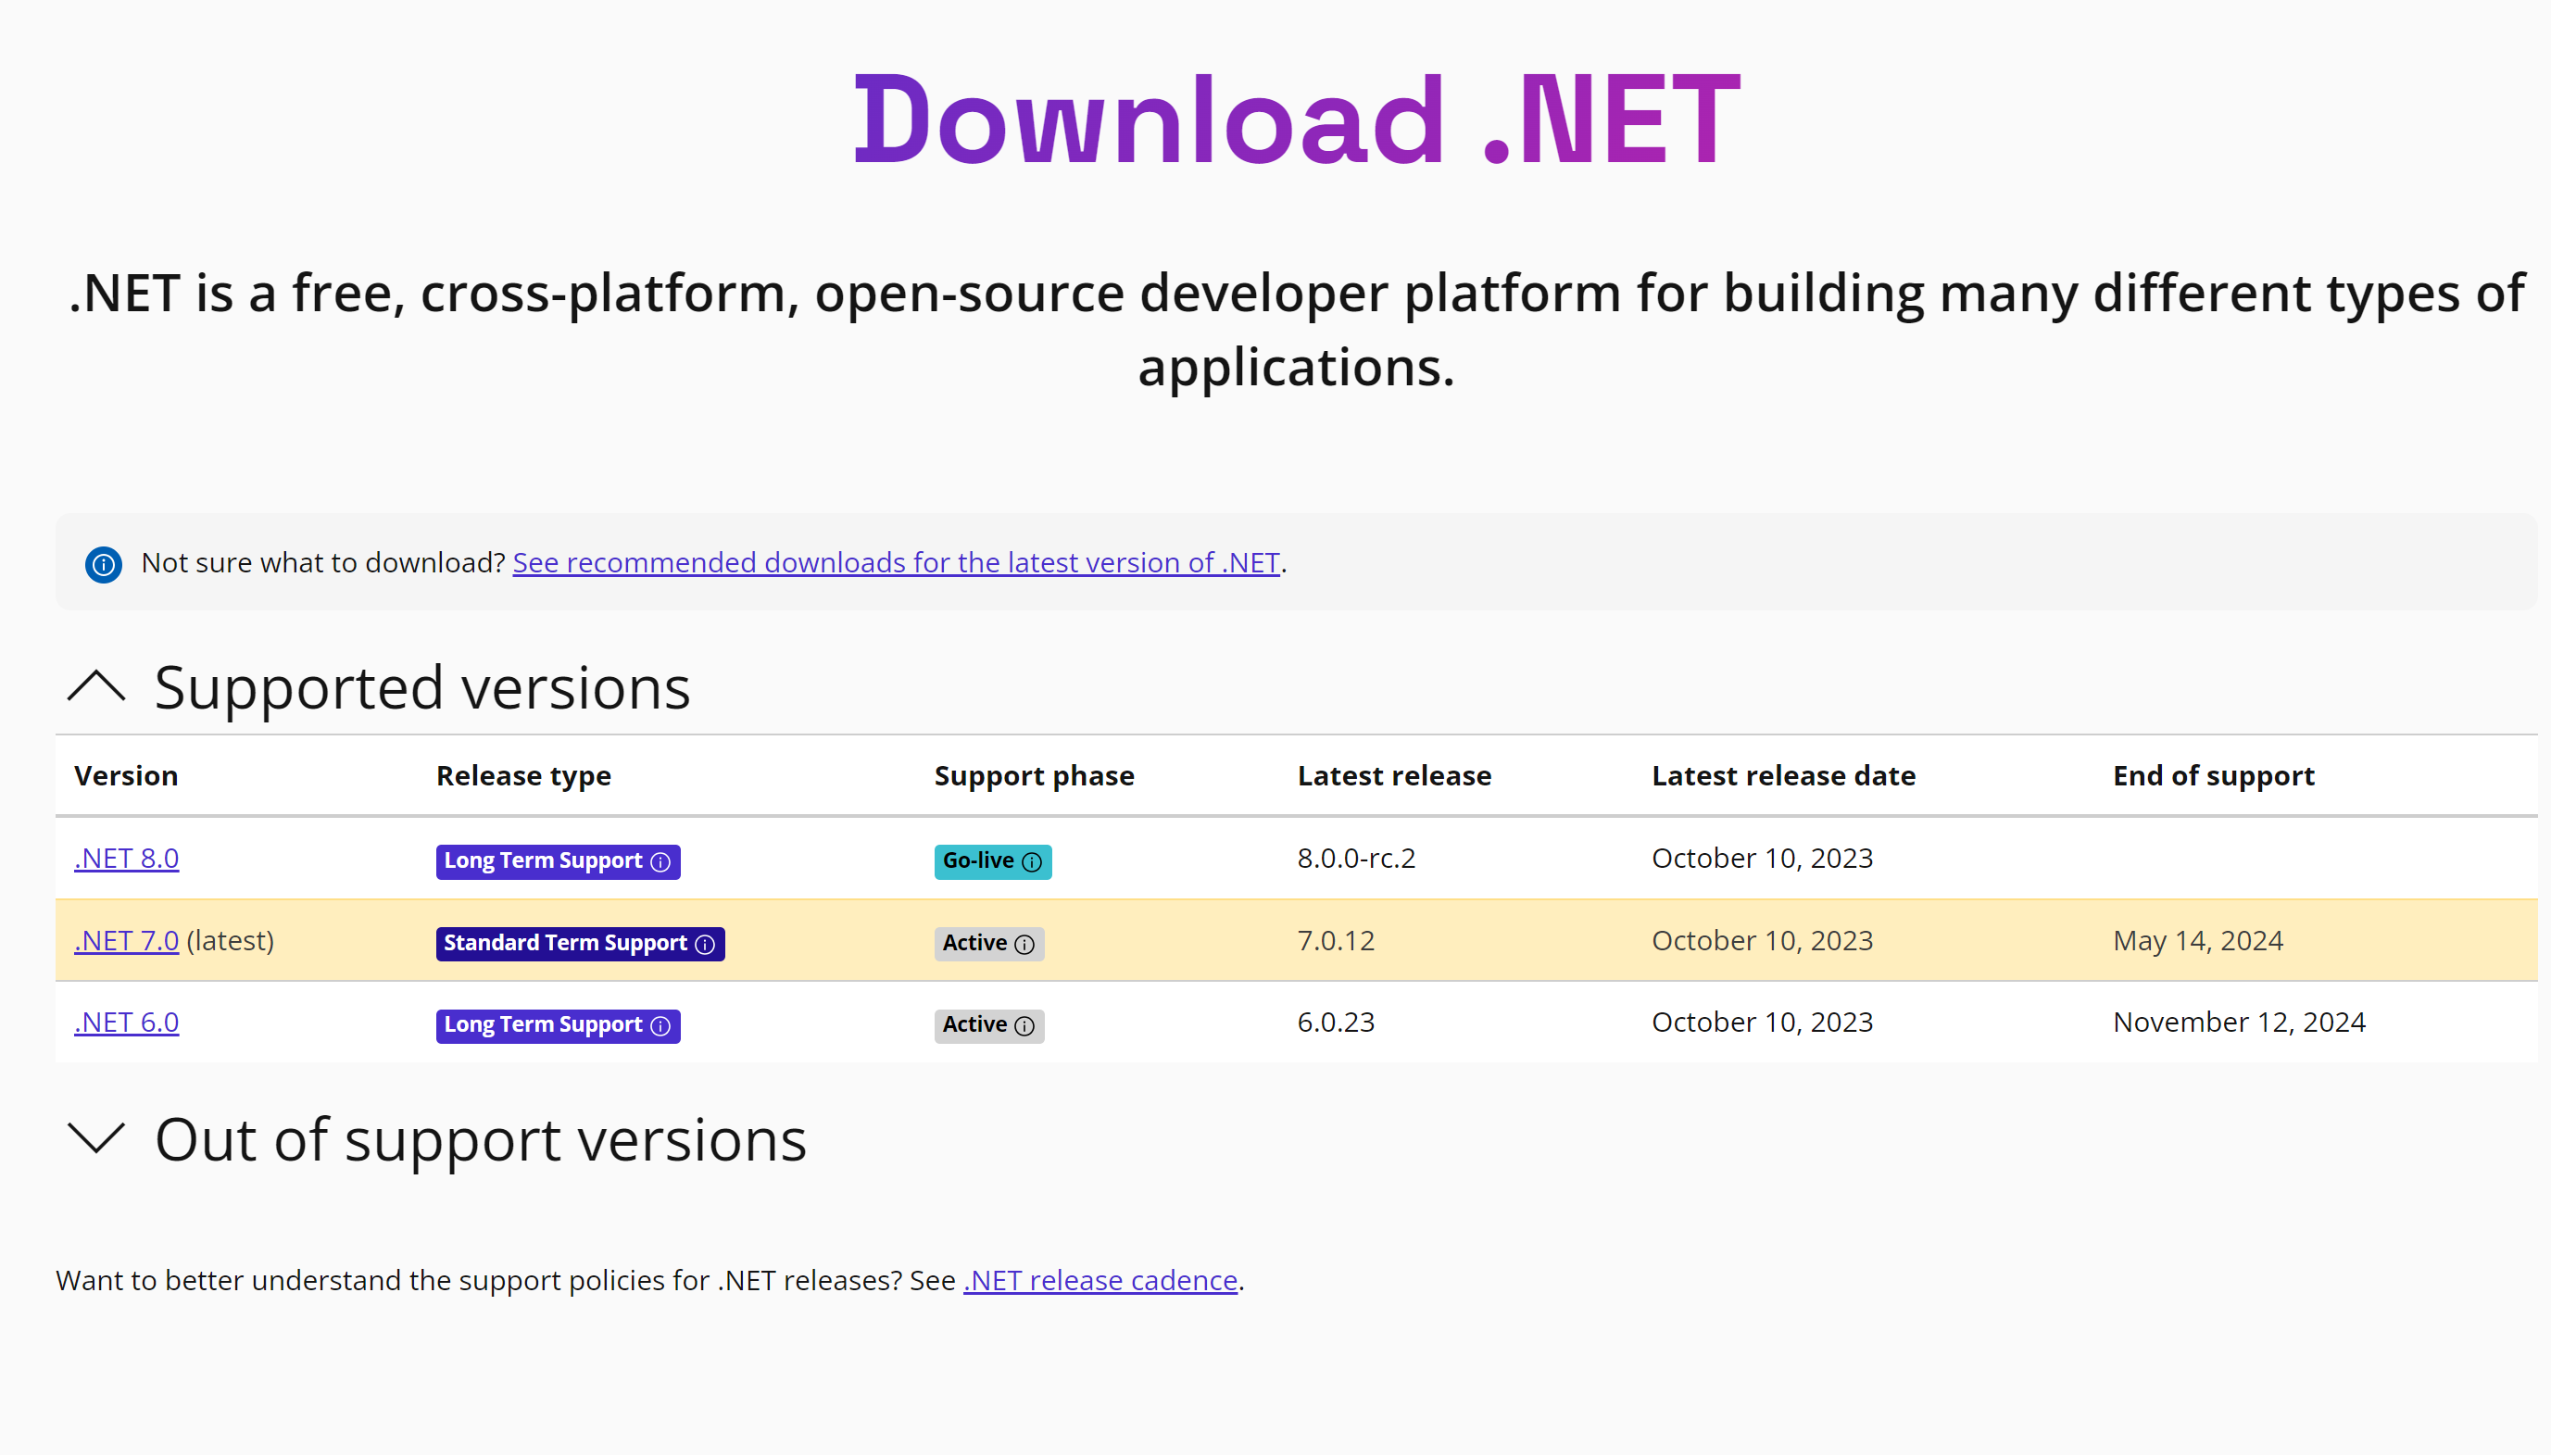 Download .NET
.NET is a free, cross-platform, open-source developer platform for building many different types of
applications.
Not sure what to download? See recommended downloads for the latest version of .NET.
Supported versions
Version Release type Support phase Latest release Latest release date End of support
.NET 8.0 Long Term Support Go-live 8.0.0-rc.2 October 10, 2023
.NET 7.0 (latest) Standard Term Support Active 7.0.12 October 10, 2023 May 14, 2024
.NET 6.0 Long Term Support Active 6.0.23 October 10, 2023 November 12, 2024
Out of support versions
Want to better understand the support policies for .NET releases? See .NET release cadence.